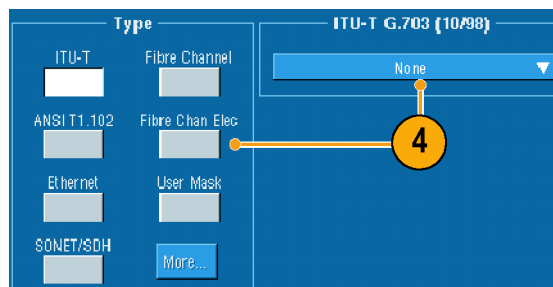 Type
ITU-T G.703 (10/98)
ITU-T
Fibre Channel
None
ANSI T1.102
Fibre Chan Elec
4
Ethernet
User Mask
SONET/SDH
More...